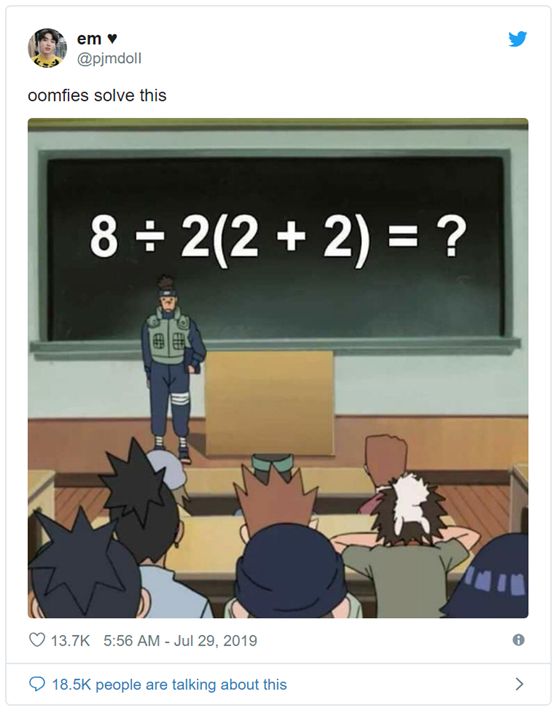 em ♥
@pjmdoll
oomfies solve this
8 ÷ 2(2 + 2) = ?
13.7K 5:56 AM - Jul 29, 2019
18.5K people are talking about this